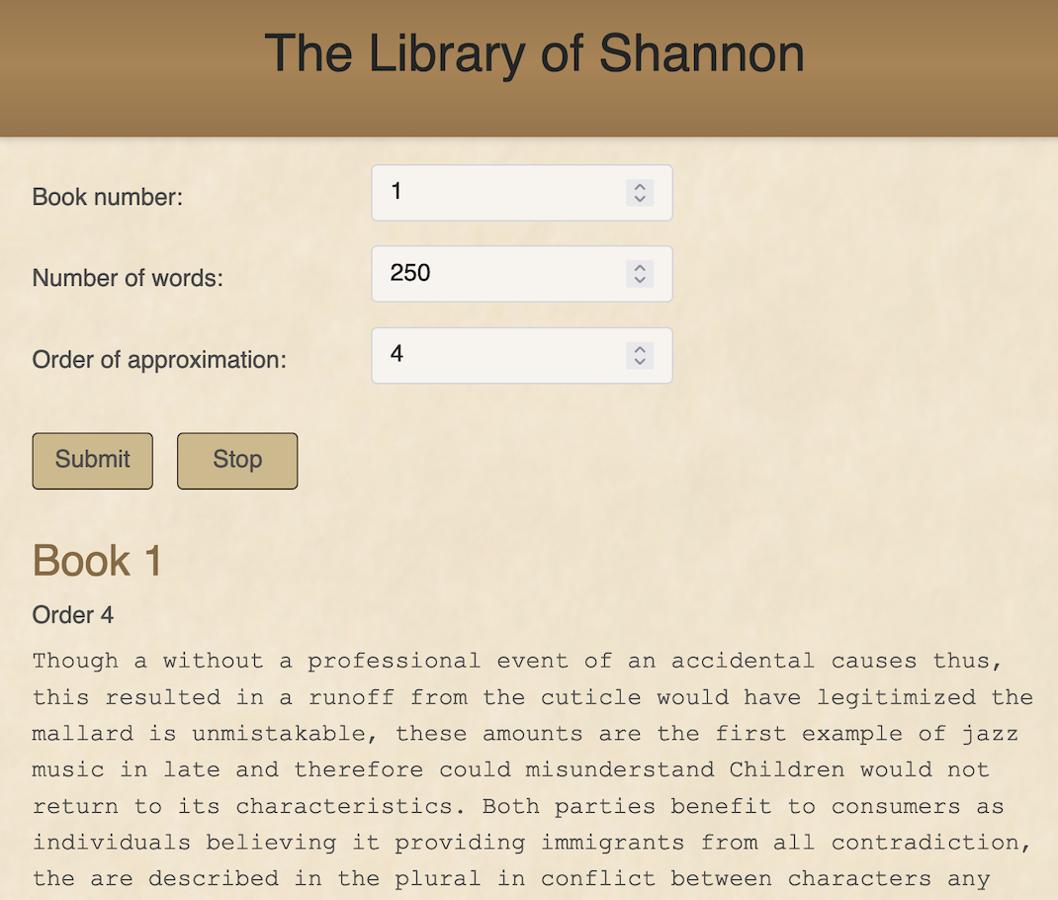 The Library of Shannon
Book number:
1
Number of words:
250
Order of approximation:
4
Submit
Stop
Book 1
Order 4
Though a without a professional event of an accidental causes thus,
this resulted in a runoff from the cuticle would have legitimized the
mallard is unmistakable, these amounts are the first example of jazz
music in late and therefore could misunderstand Children would not
return to its characteristics. Both parties benefit to consumers as
individuals believing it providing immigrants from all contradiction,
the are described in the plural in conflict between characters any